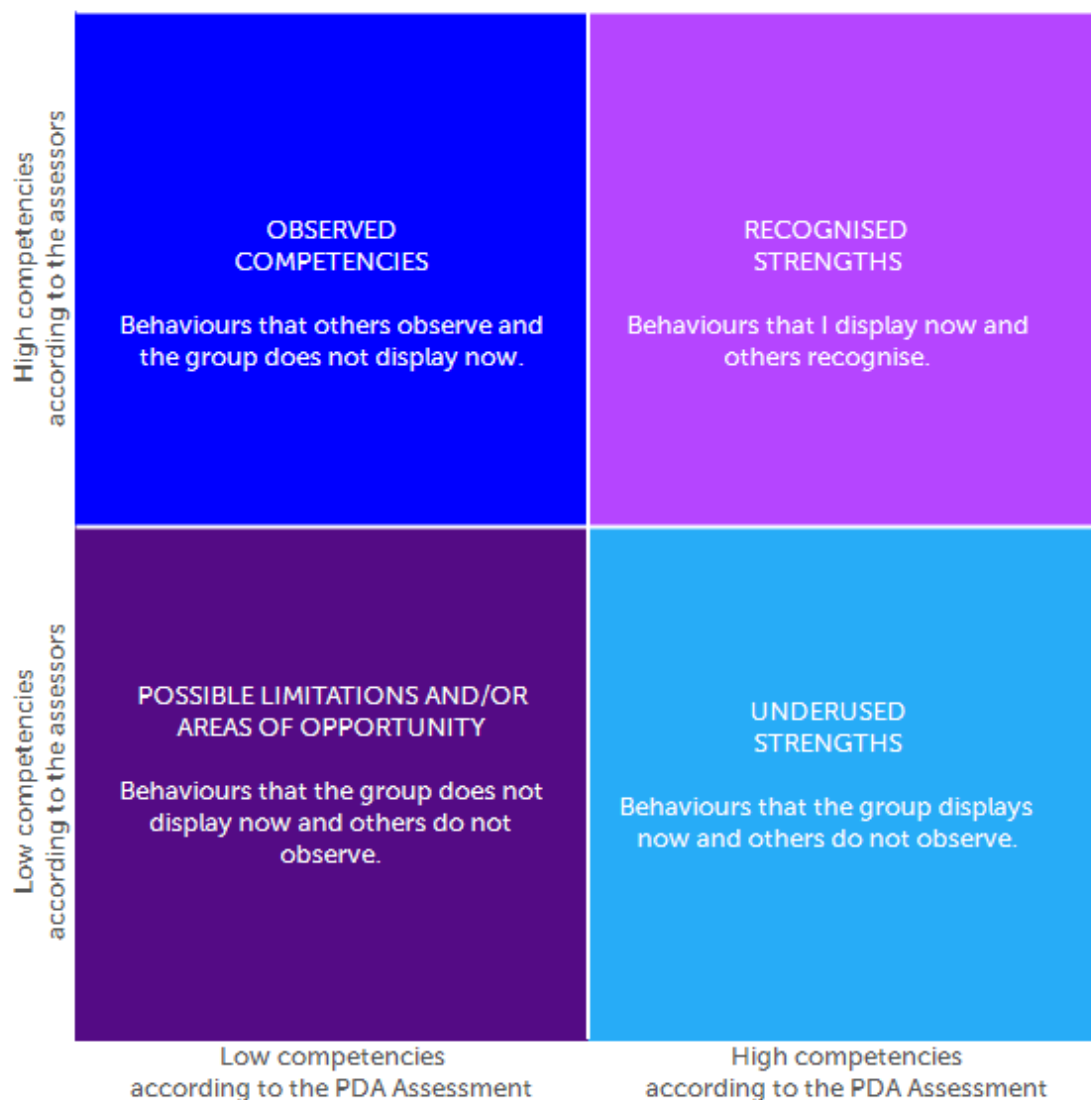 High competencies
according to the assessors
OBSERVED
COMPETENCIES
Behaviours that others observe and
the group does not display now.
RECOGNISED
STRENGTHS
Behaviours that I display now and
others recognise.
Low competencies
according to the assessors
POSSIBLE LIMITATIONS AND/OR
AREAS OF OPPORTUNITY
Behaviours that the group does not
display now and others do not
observe.
UNDERUSED
STRENGTHS
Behaviours that the group displays
now and others do not observe.
Low competencies
according to the PDA Assessment
High competencies
according to the PDA Assessment